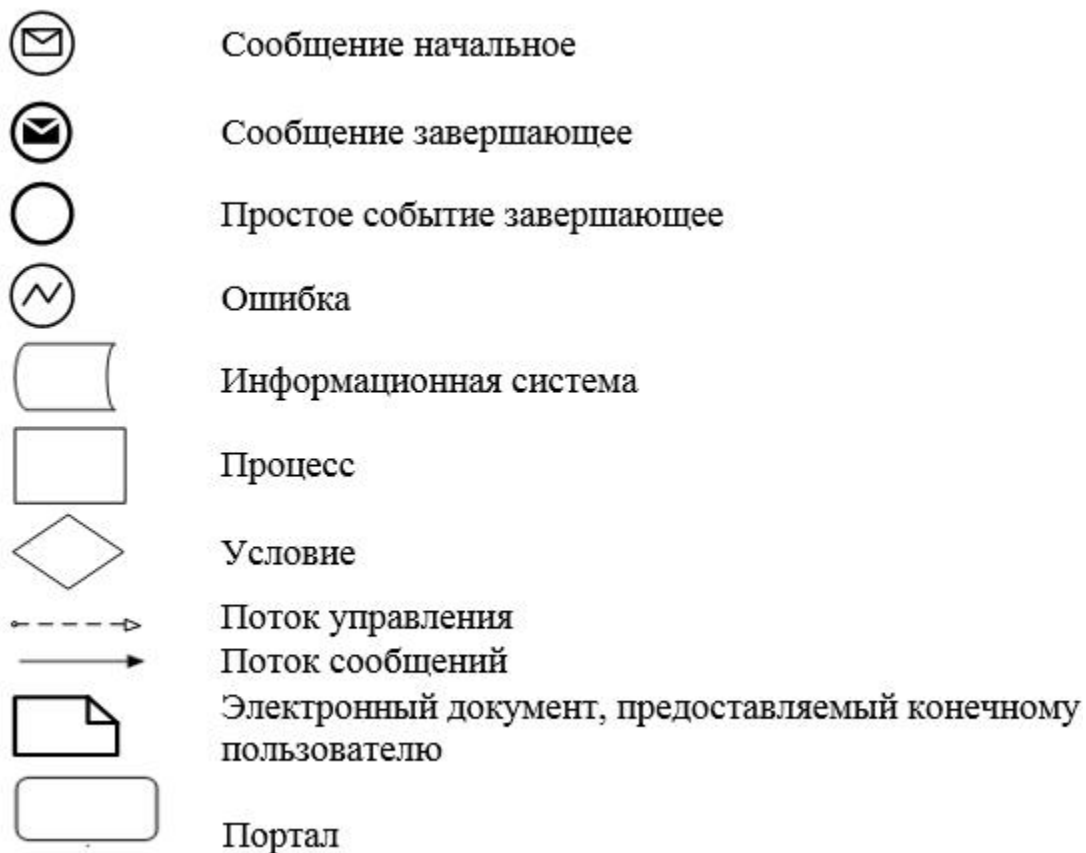 Сообщение начальное
Сообщение завершающее
Простое событие завершающее
Ошибка
Информационная система
Процесс
Условие
Поток управления
Поток сообщений
Электронный документ, предоставляемый конечному
пользователю
Портал